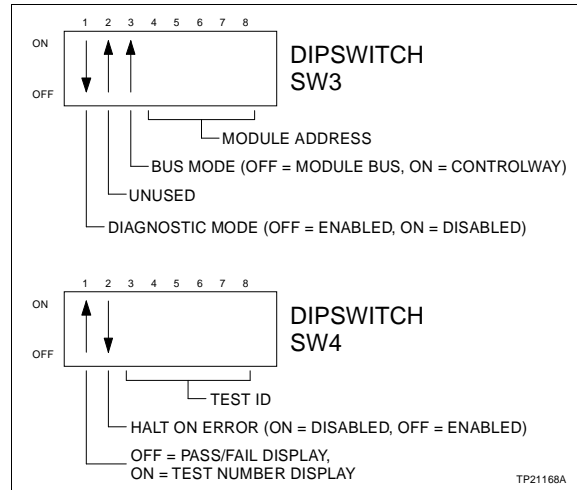 1 2 3 4 5 6 7 8
ON
OFF
DIPSWITCH
SW3
MODULE ADDRESS
BUS MODE (OFF = MODULE BUS, ON = CONTROLWAY)
UNUSED
DIAGNOSTIC MODE (OFF = ENABLED, ON = DISABLED)
1 2 3 4 5 6 7 8
ON
OFF
DIPSWITCH
SW4
TEST ID
HALT ON ERROR (ON = DISABLED, OFF = ENABLED)
OFF = PASS/FAIL DISPLAY,
ON = TEST NUMBER DISPLAY
TP21168A